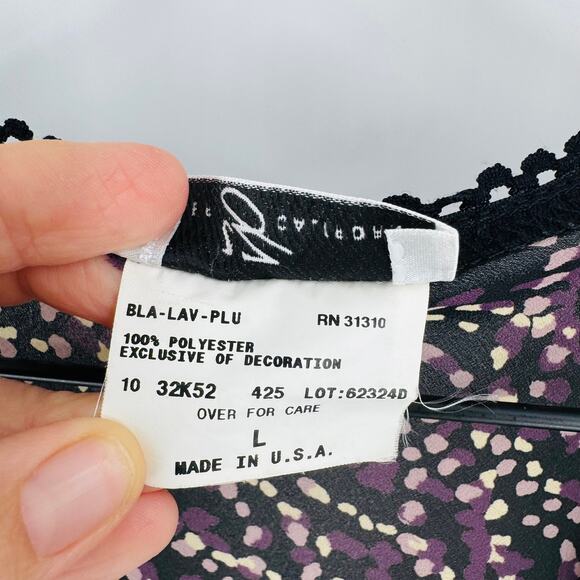 BLA-LAV-PLU RN 31310
100% POLYESTER
EXCLUSIVE OF DECORATION
10 32K52 425 LOT:62324D
OVER FOR CARE
L
MADE IN U.S.A.